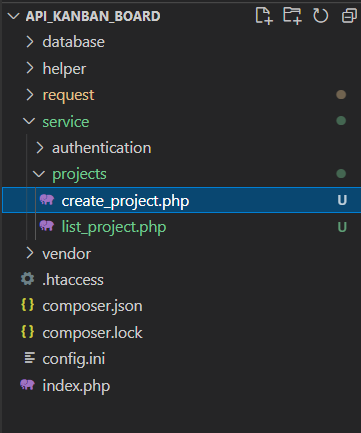 API_KANBAN_BOARD
database
helper
request
service
authentication
projects
create_project.php U
list_project.php U
vendor
.htaccess
{} composer.json
{} composer.lock
config.ini
index.php